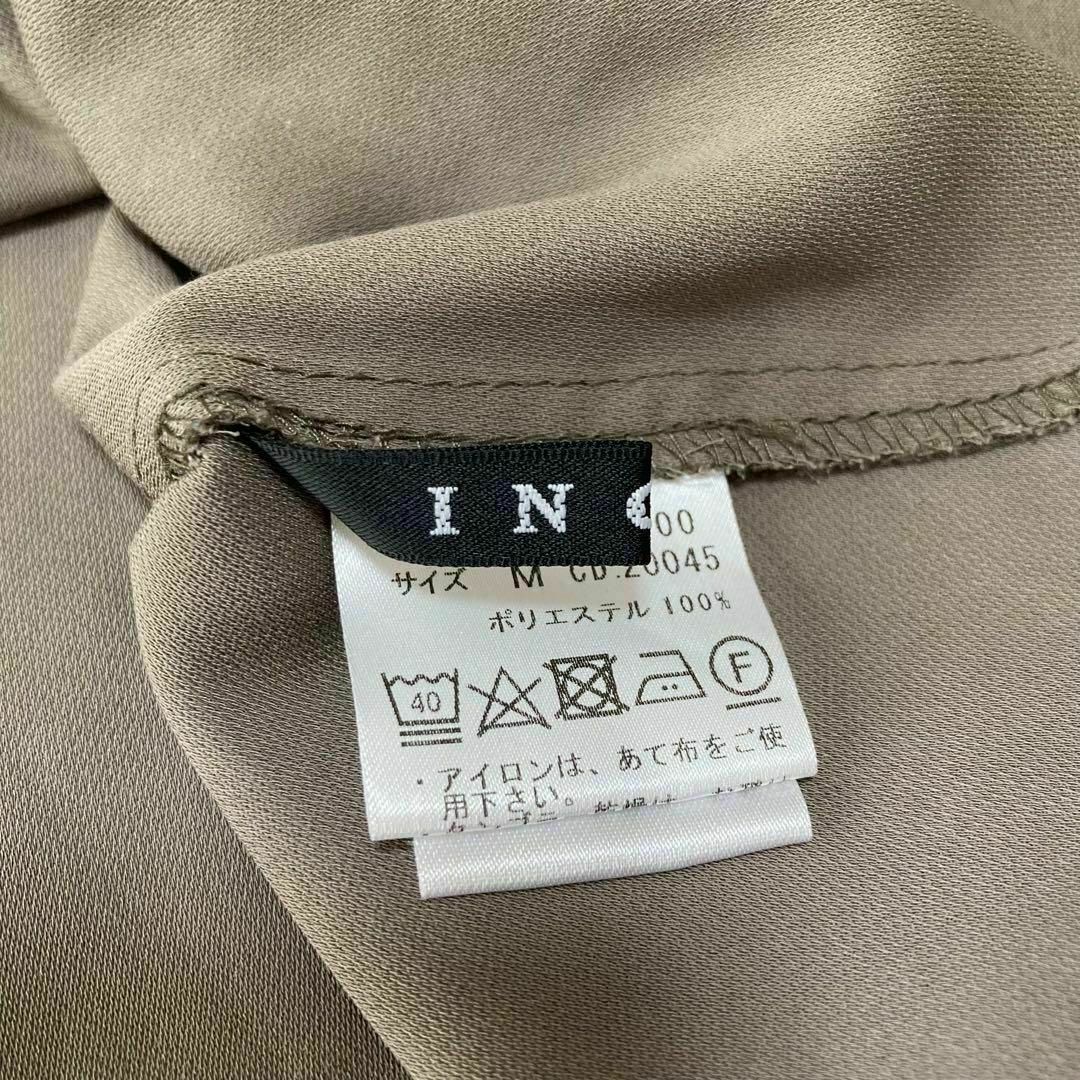 I N
00
サイズ M CD.20045
ポリエステル 100%
40
F
・アイロンは、あて布をご使
用下さい。